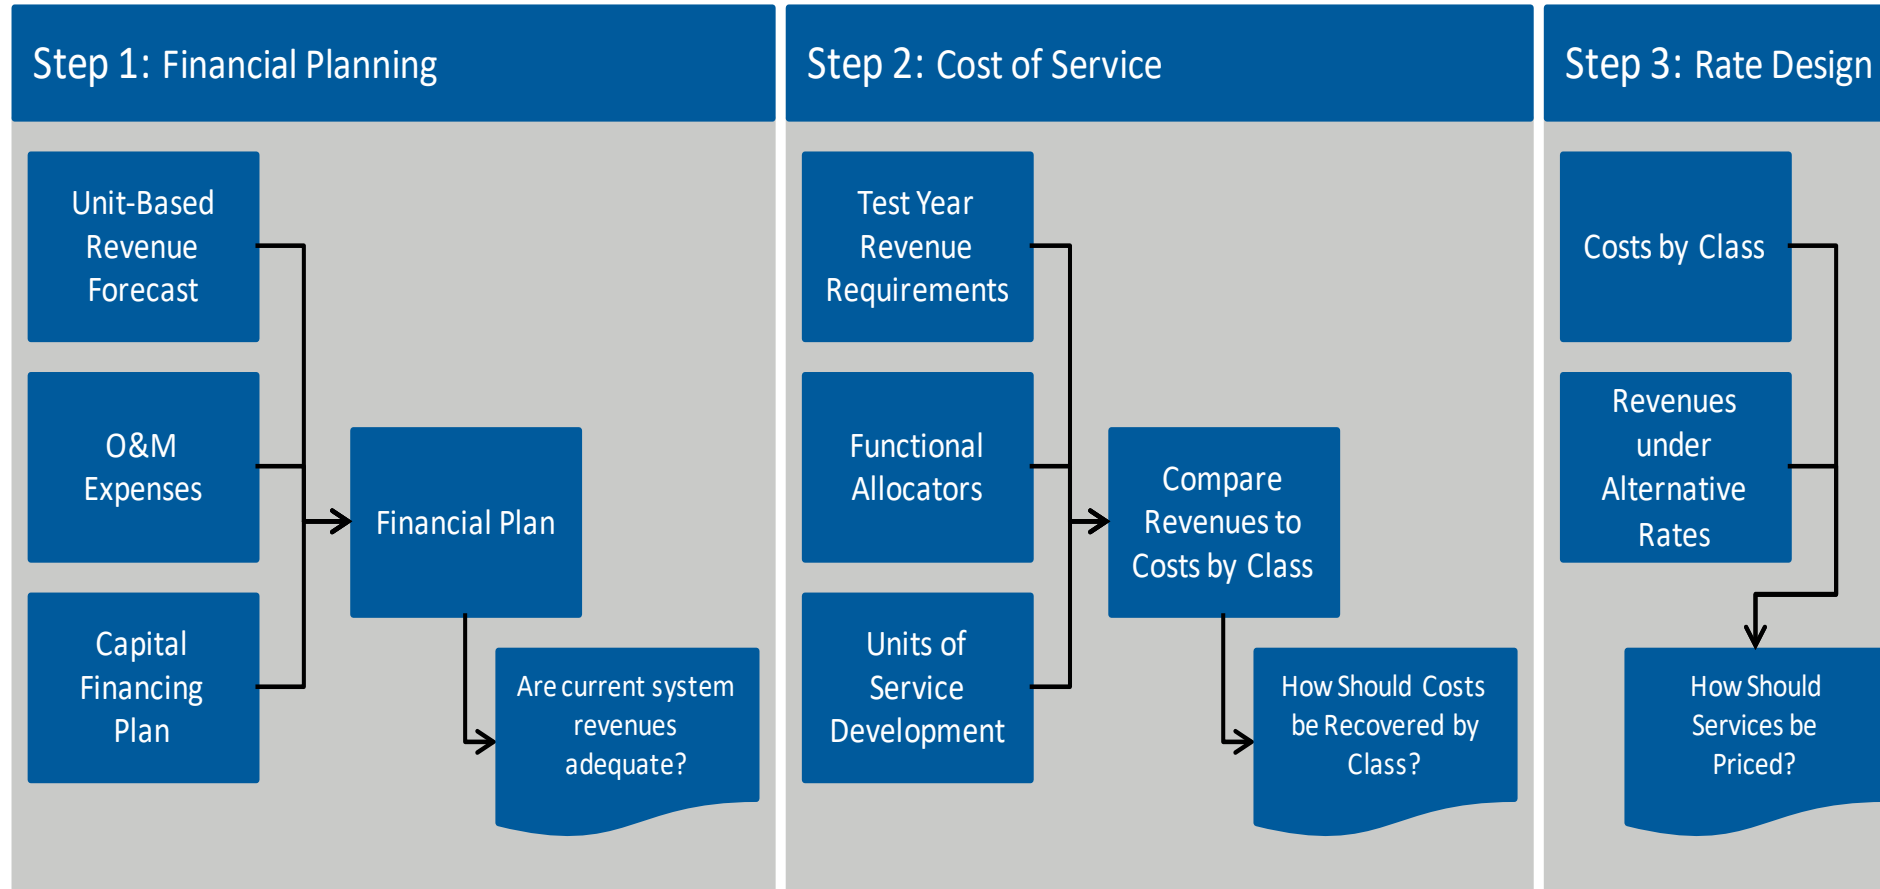 Step 1: Financial Planning
Unit-Based
Revenue
Forecast
O&M
Expenses
Capital
Financing
Plan
Financial Plan
Are current system
revenues
adequate?
Step 2: Cost of Service
Test Year
Revenue
Requirements
Functional
Allocators
Units of
Service
Development
Compare
Revenues to
Costs by Class
How Should Costs
be Recovered by
Class?
Step 3: Rate Design
Costs by Class
Revenues
under
Alternative
Rates
How Should
Services be
Priced?